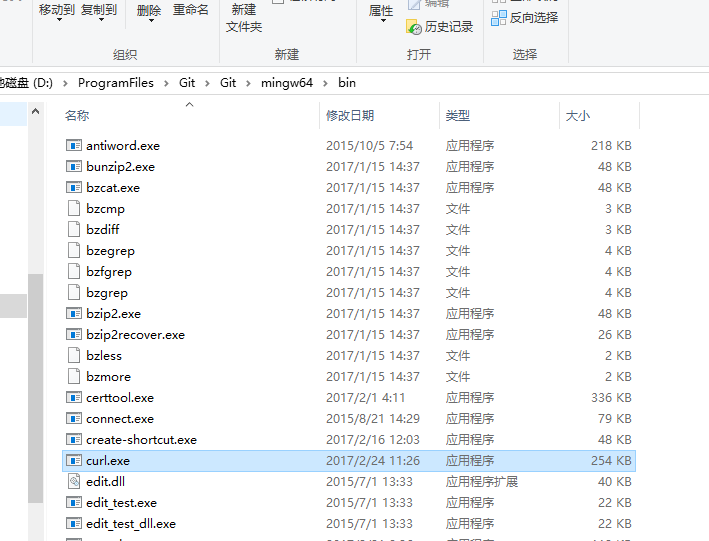 移动到 复制到 删除 重命名 新建 文件夹 属性 编辑 历史记录 反向选择
组织 新建 打开 选择
(D:) › ProgramFiles › Git › Git › mingw64 › bin
名称 修改日期 类型 大小
antiword.exe 2015/10/5 7:54 应用程序 218 KB
bunzip2.exe 2017/1/15 14:37 应用程序 48 KB
bzcat.exe 2017/1/15 14:37 应用程序 48 KB
bzcmp 2017/1/15 14:37 文件 3 KB
bzdiff 2017/1/15 14:37 文件 3 KB
bzegrep 2017/1/15 14:37 文件 4 KB
bzfgrep 2017/1/15 14:37 文件 4 KB
bzgrep 2017/1/15 14:37 文件 4 KB
bzip2.exe 2017/1/15 14:37 应用程序 48 KB
bzip2recover.exe 2017/1/15 14:37 应用程序 26 KB
bzless 2017/1/15 14:37 文件 2 KB
bzmore 2017/1/15 14:37 文件 2 KB
certtool.exe 2017/2/1 4:11 应用程序 336 KB
connect.exe 2015/8/21 14:29 应用程序 79 KB
create-shortcut.exe 2017/2/16 12:03 应用程序 48 KB
curl.exe 2017/2/24 11:26 应用程序 254 KB
edit.dll 2015/7/1 13:33 应用程序扩展 40 KB
edit_test.exe 2015/7/1 13:33 应用程序 22 KB
edit_test_dll.exe 2015/7/1 13:33 应用程序 22 KB